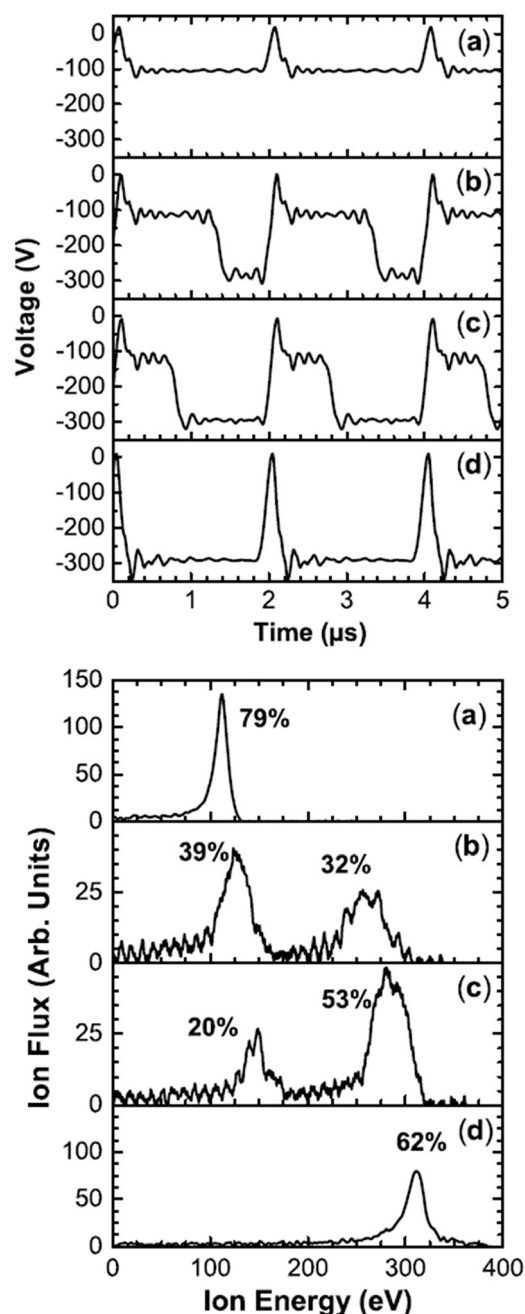 0
-100
-200
-300
(a)
0
-100
-200
-300
(b)
0
-100
-200
-300
(c)
0
-100
-200
-300
(d)
Voltage (V)
0 1 2 3 4 5
Time (µs)
150
100
50
0
79%
(a)
25
0
39%
32%
(b)
25
0
20%
53%
(c)
100
50
0
62%
(d)
Ion Flux (Arb. Units)
0 100 200 300 400
Ion Energy (eV)